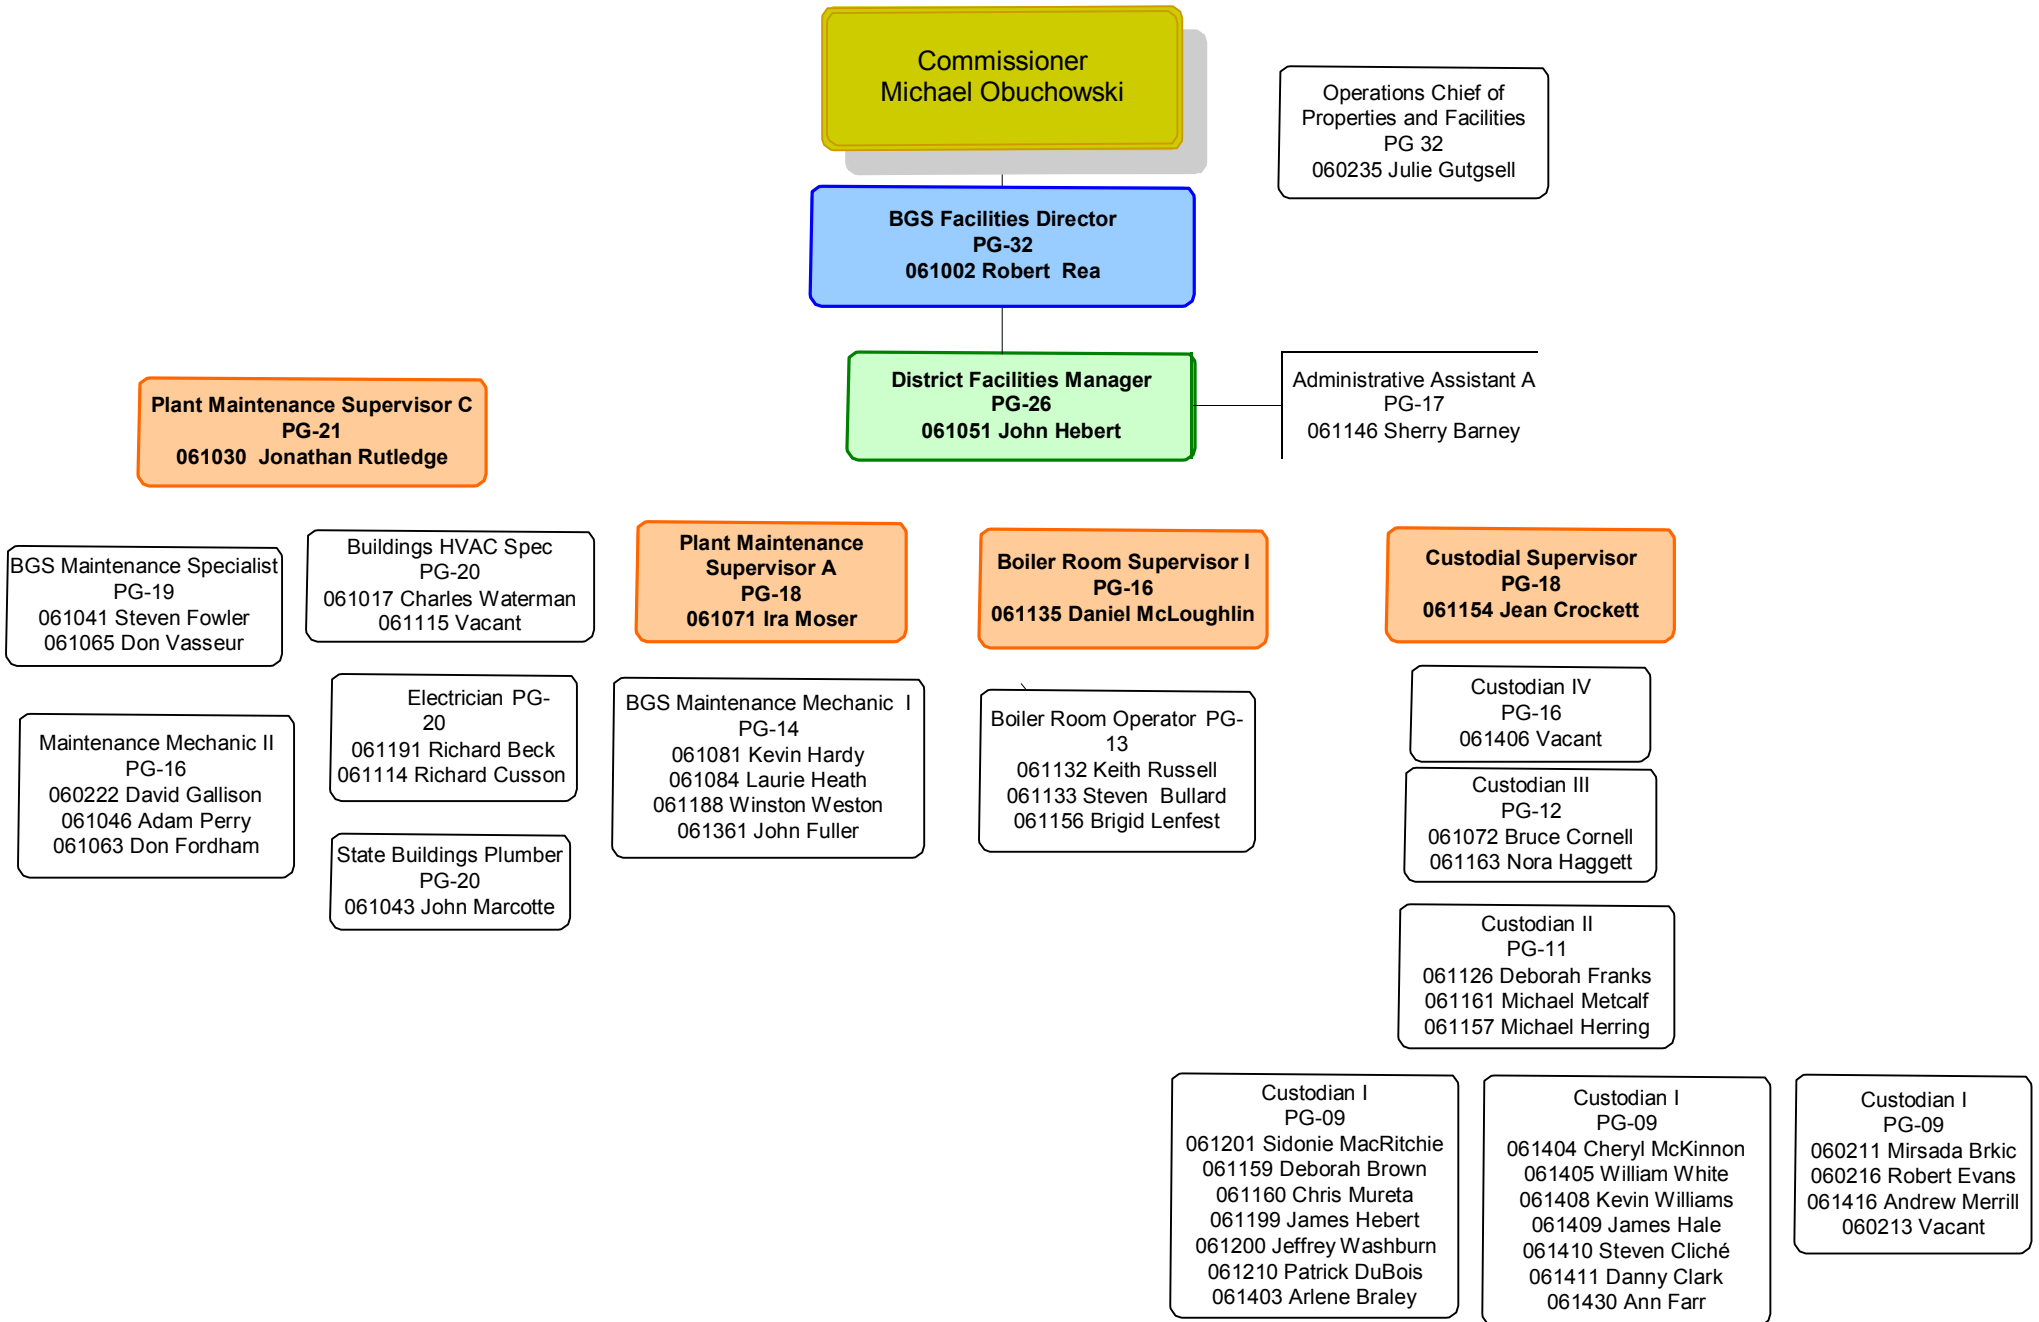 Commissioner
Michael Obuchowski
Operations Chief of
Properties and Facilities
PG 32
060235 Julie Gutgsell
BGS Facilities Director
PG-32
061002 Robert  Rea
District Facilities Manager
PG-26
061051 John Hebert
Administrative Assistant A
PG-17
061146 Sherry Barney
Plant Maintenance Supervisor C
PG-21
061030  Jonathan Rutledge
BGS Maintenance Specialist
PG-19
061041 Steven Fowler
061065 Don Vasseur
Maintenance Mechanic II
PG-16
060222 David Gallison
061046 Adam Perry
061063 Don Fordham
Buildings HVAC Spec
PG-20
061017 Charles Waterman
061115 Vacant
Electrician PG-
20
061191 Richard Beck
061114 Richard Cusson
State Buildings Plumber
PG-20
061043 John Marcotte
Plant Maintenance
Supervisor A
PG-18
061071 Ira Moser
BGS Maintenance Mechanic  I
PG-14
061081 Kevin Hardy
061084 Laurie Heath
061188 Winston Weston
061361 John Fuller
Boiler Room Supervisor I
PG-16
061135 Daniel McLoughlin
Boiler Room Operator PG-
13
061132 Keith Russell
061133 Steven  Bullard
061156 Brigid Lenfest
Custodial Supervisor
PG-18
061154 Jean Crockett
Custodian IV
PG-16
061406 Vacant
Custodian III
PG-12
061072 Bruce Cornell
061163 Nora Haggett
Custodian II
PG-11
061126 Deborah Franks
061161 Michael Metcalf
061157 Michael Herring
Custodian I
PG-09
061201 Sidonie MacRitchie
061159 Deborah Brown
061160 Chris Mureta
061199 James Hebert
061200 Jeffrey Washburn
061210 Patrick DuBois
061403 Arlene Braley
Custodian I
PG-09
061404 Cheryl McKinnon
061405 William White
061408 Kevin Williams
061409 James Hale
061410 Steven Cliché
061411 Danny Clark
061430 Ann Farr
Custodian I
PG-09
060211 Mirsada Brkic
060216 Robert Evans
061416 Andrew Merrill
060213 Vacant